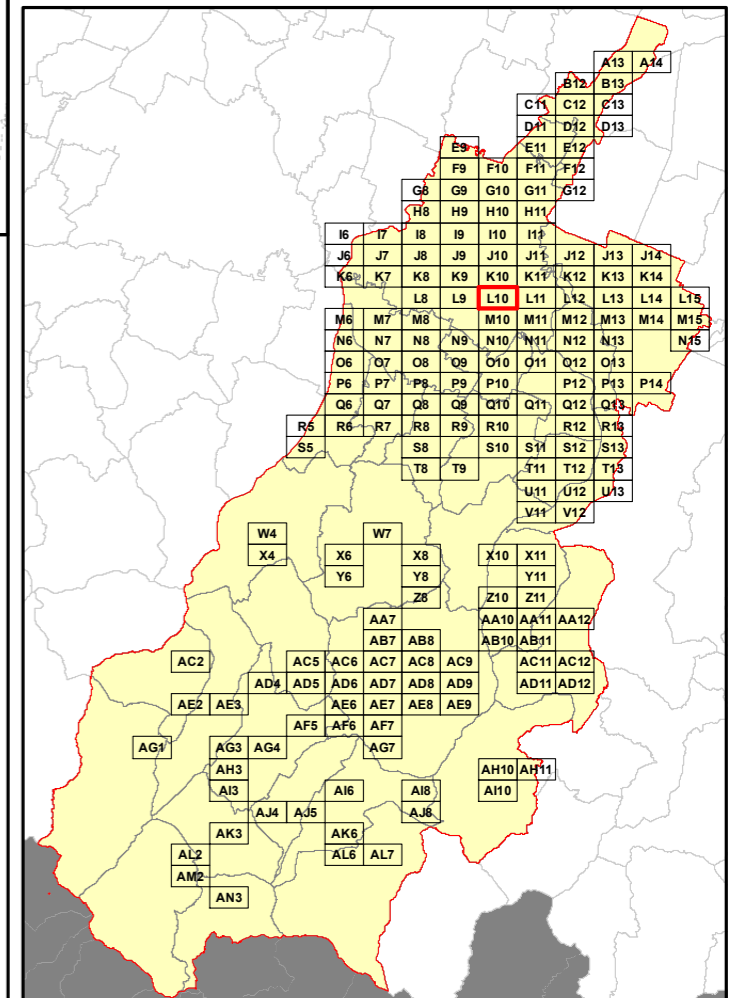 A13 A14
B12 B13
C11 C12 C13
D11 D12 D13
E9 E11 E12
F9 F10 F11 F12
G8 G9 G10 G11 G12
H8 H9 H10 H11
I6 I7 I8 I9 I10 I11
J6 J7 J8 J9 J10 J11 J12 J13 J14
K6 K7 K8 K9 K10 K11 K12 K13 K14
L8 L9 L10 L11 L12 L13 L14 L15
M6 M7 M8 M10 M11 M12 M13 M14 M15
N6 N7 N8 N9 N10 N11 N12 N13 N15
O6 O7 O8 O9 O10 O11 O12 O13
P6 P7 P8 P9 P10 P12 P13 P14
Q6 Q7 Q8 Q9 Q10 Q11 Q12 Q13
R5 R6 R7 R8 R9 R10 R12 R13
S5 S8 S10 S11 S12 S13
T8 T9 T11 T12 T13
U11 U12 U13
V11 V12
W4 W7
X4 X6 X8 X10 X11
Y6 Y8 Y11
Z8 Z10 Z11
AA7 AA10 AA11 AA12
AB7 AB8 AB10 AB11
AC2 AC5 AC6 AC7 AC8 AC9 AC11 AC12
AD4 AD5 AD6 AD7 AD8 AD9 AD11 AD12
AE2 AE3 AE6 AE7 AE8 AE9
AF5 AF6 AF7
AG1 AG3 AG4 AG7
AH3 AH10 AH11
AI3 AI6 AI8 AI10
AJ4 AJ5 AJ8
AK3 AK6
AL2 AL6 AL7
AM2
AN3